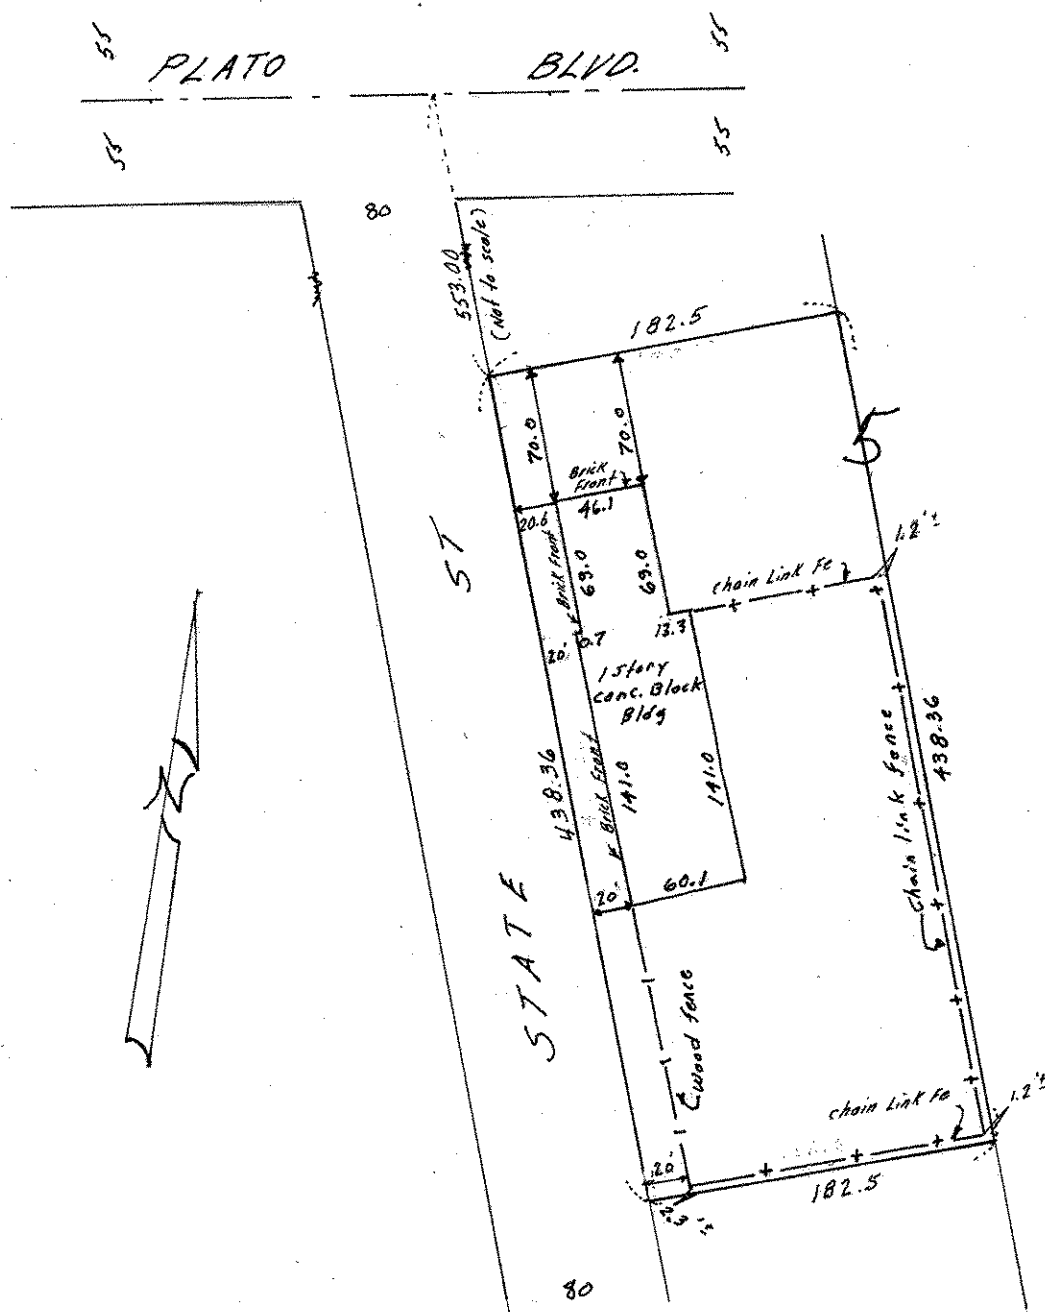 55
55
PLATO BLVD.
55
55
80
553.00
(Not to scale)
182.5
70.0
70.0
Brick
Front
46.1
20.6
Brick Front
69.0
69.0
chain Link Fe
1.2'±
13.3
20'
0.7
1 Story
conc. Block
Bldg
ST
STATE
438.36
Brick Front
141.0
141.0
Chain link fence
438.36
5
N
20'
60.1
wood fence
chain Link Fe
1.2'±
20'
182.5
80